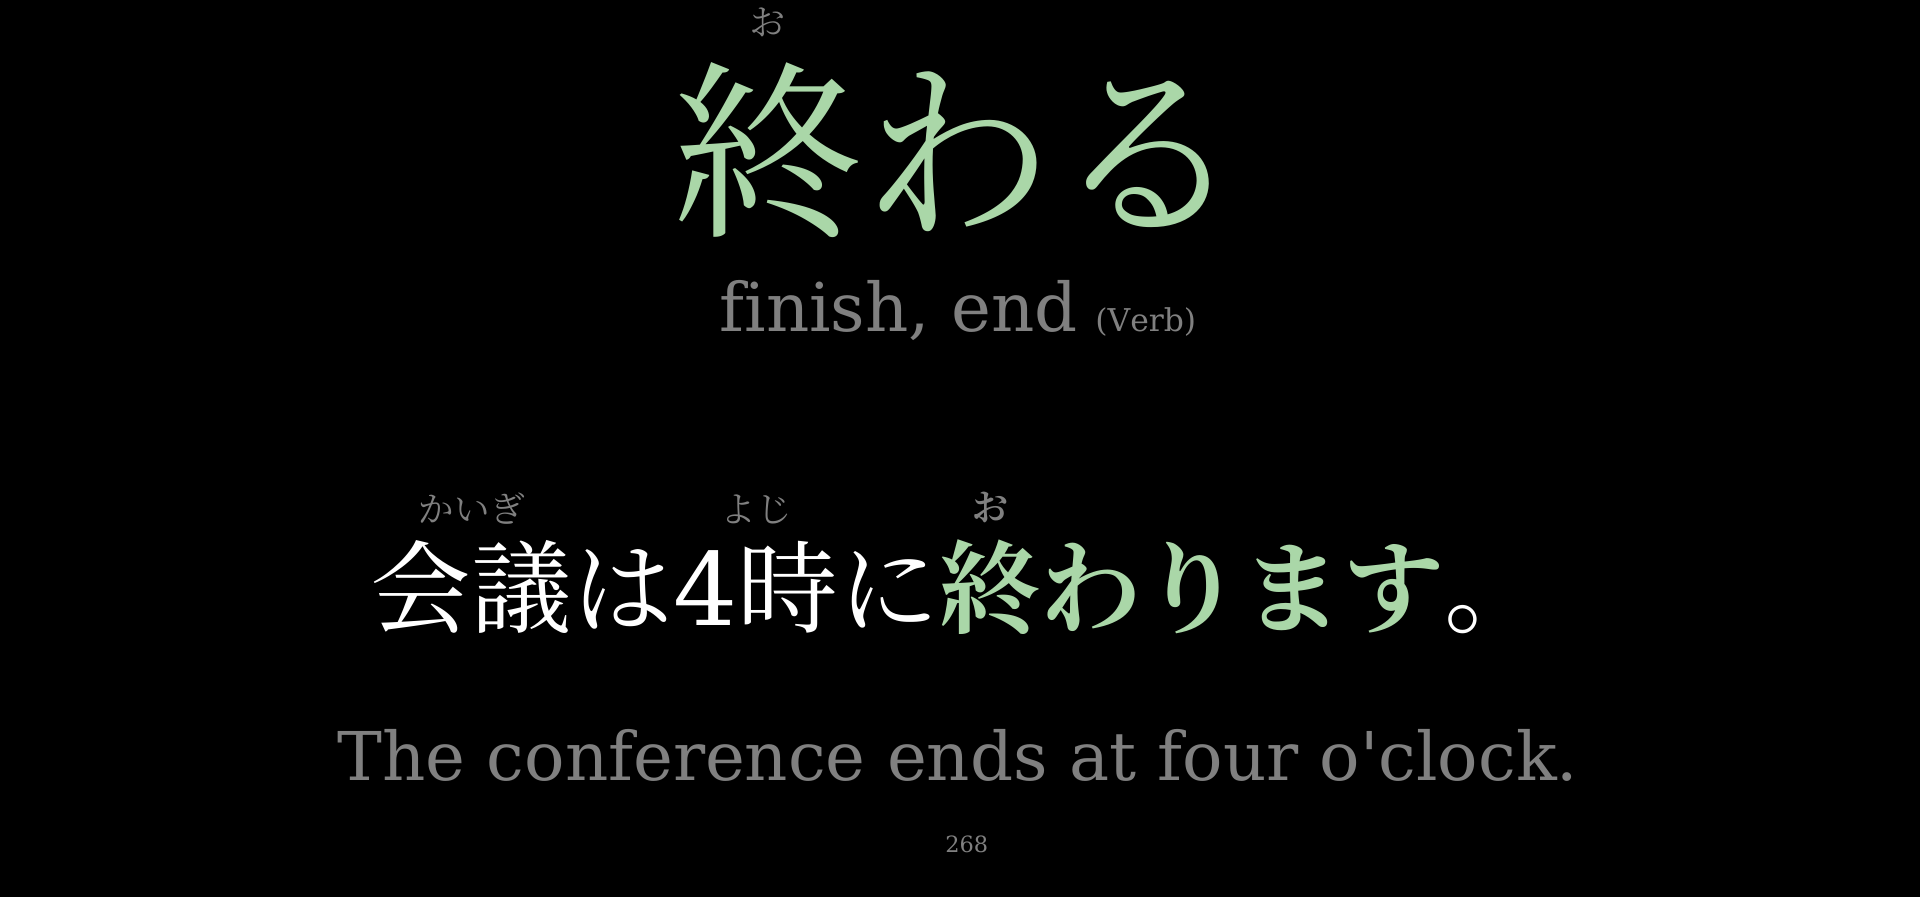 お
終わる
finish, end (Verb)
かいぎ よじ お
会議は4時に終わります。
The conference ends at four o'clock.
268